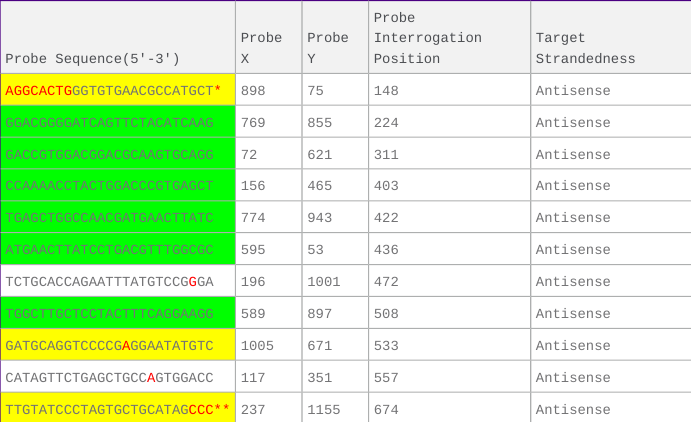 Probe Sequence(5'-3') Probe X Probe Y Probe Interrogation Position Target Strandedness
AGGCACTGGGTGTGAACGCCATGCT* 898 75 148 Antisense
GGACGGGGATCAGTTCTACATCAAG 769 855 224 Antisense
GACCGTGGACGGACGCAAGTGCAGG 72 621 311 Antisense
CCAAAACCTACTGGACCCGTGAGCT 156 465 403 Antisense
TGAGCTGGCCAACGATGAACTTATC 774 943 422 Antisense
ATGAACTTATCCTGACGTTTGGCGC 595 53 436 Antisense
TCTGCACCAGAATTTATGTCCGGGA 196 1001 472 Antisense
TGGCTTGCTCCTACTTTCAGGAAGG 589 897 508 Antisense
GATGCAGGTCCCCGAGGAATATGTC 1005 671 533 Antisense
CATAGTTCTGAGCTGCCAGTGGACC 117 351 557 Antisense
TTGTATCCCTAGTGCTGCATAGCCC** 237 1155 674 Antisense